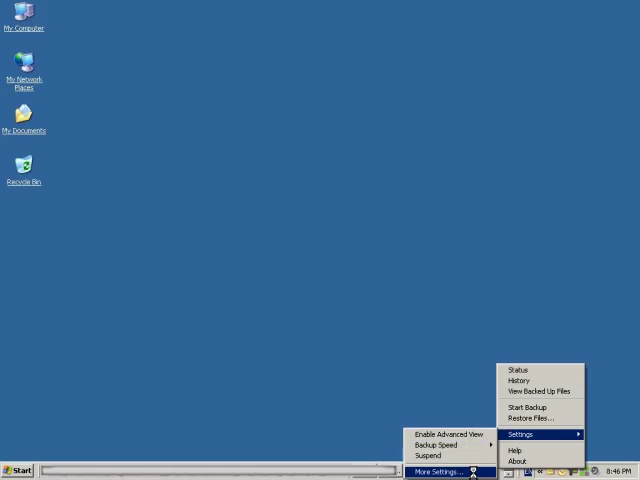 My Computer
My Network
Places
My Documents
Recycle Bin
Status
History
View Backed Up Files
Start Backup
Restore Files...
Settings
Help
About
Enable Advanced View
Backup Speed
Suspend
More Settings...
Start
EN
8:46 PM